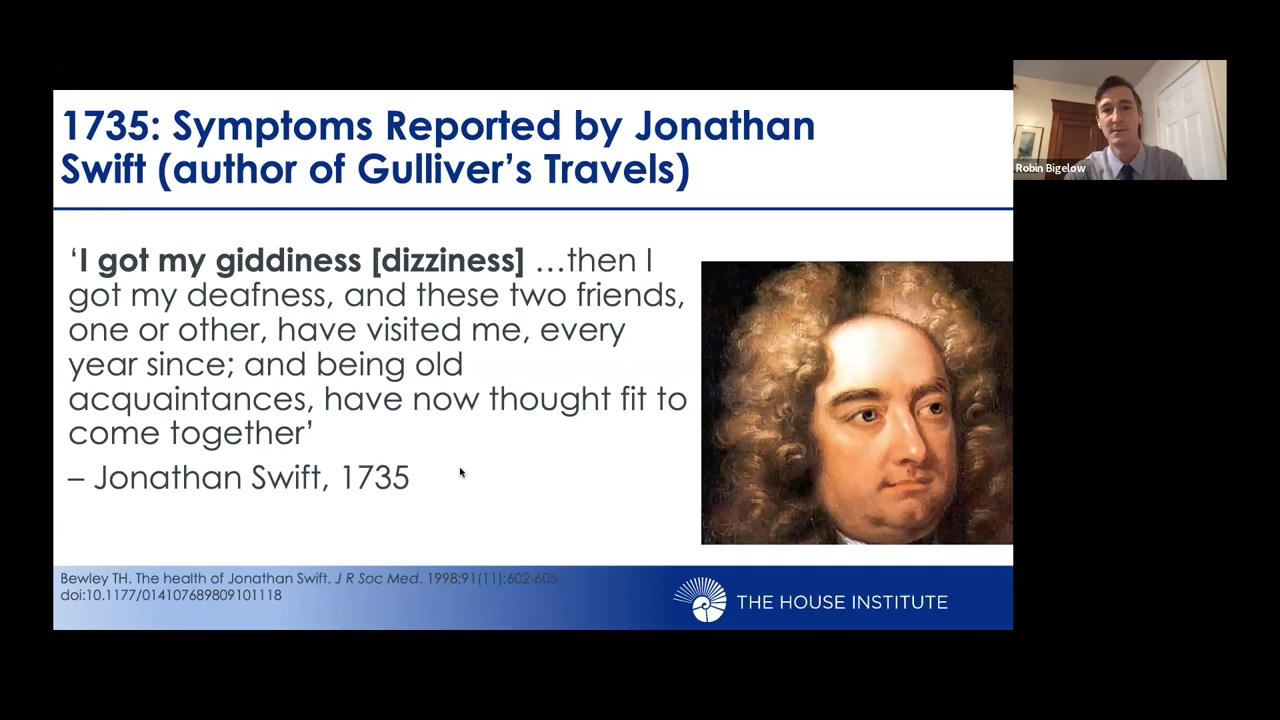 1735: Symptoms Reported by Jonathan
Swift (author of Gulliver’s Travels)
‘I got my giddiness [dizziness] …then I
got my deafness, and these two friends,
one or other, have visited me, every
year since; and being old
acquaintances, have now thought fit to
come together’
– Jonathan Swift, 1735
Bewley TH. The health of Jonathan Swift. J R Soc Med. 1998;91(11):602-605.
doi:10.1177/014107689809101118
THE HOUSE INSTITUTE
Robin Bigelow